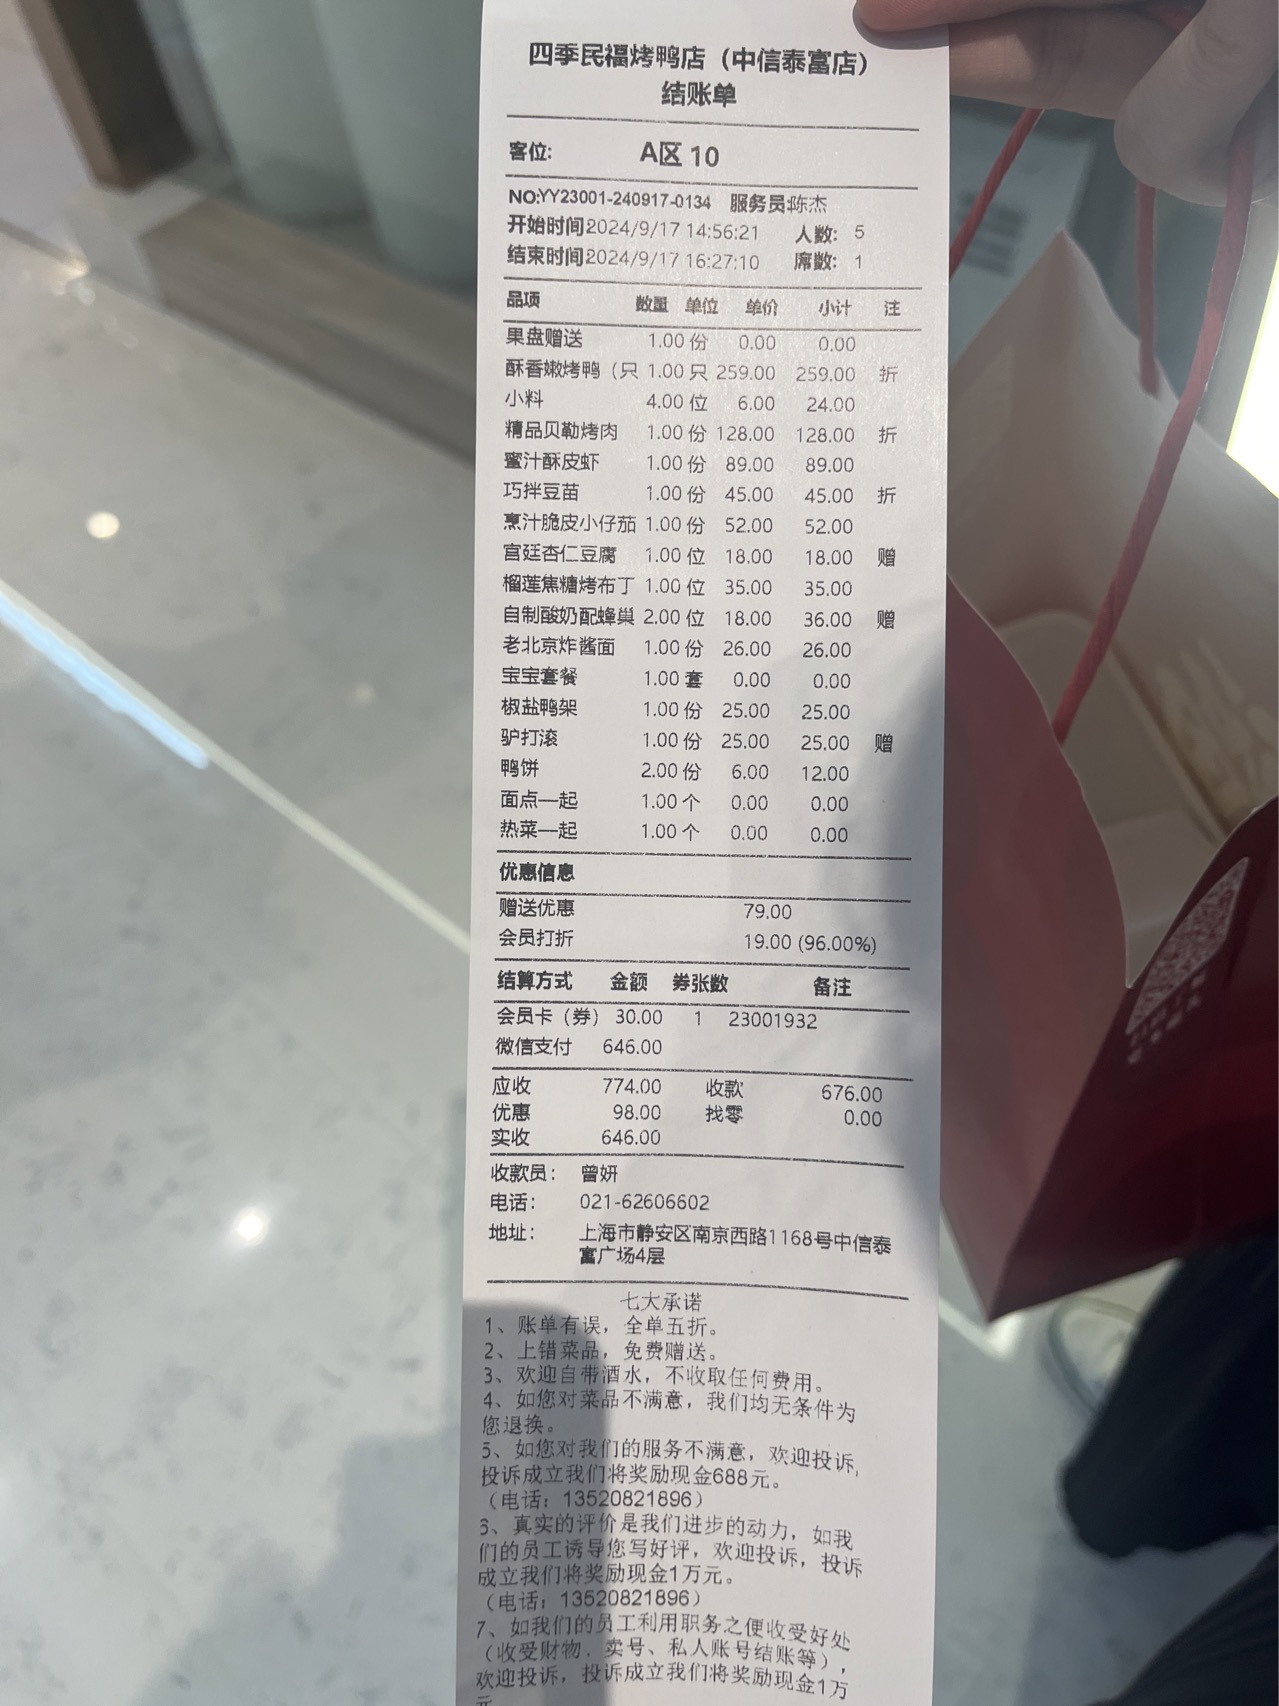 四季民福烤鸭店（中信泰富店）
结账单
客位: A区 10
NO:YY23001-240917-0134 服务员:陈杰
开始时间2024/9/17 14:56:21 人数: 5
结束时间2024/9/17 16:27:10 席数: 1
品项 数量 单位 单价 小计 注
果盘赠送 1.00 份 0.00 0.00
酥香嫩烤鸭（只 1.00 只 259.00 259.00 折
小料 4.00 位 6.00 24.00
精品贝勒烤肉 1.00 份 128.00 128.00 折
蜜汁酥皮虾 1.00 份 89.00 89.00
巧拌豆苗 1.00 份 45.00 45.00 折
烹汁脆皮小仔茄 1.00 份 52.00 52.00
宫廷杏仁豆腐 1.00 位 18.00 18.00 赠
榴莲焦糖烤布丁 1.00 位 35.00 35.00
自制酸奶配蜂巢 2.00 位 18.00 36.00 赠
老北京炸酱面 1.00 份 26.00 26.00
宝宝套餐 1.00 套 0.00 0.00
椒盐鸭架 1.00 份 25.00 25.00
驴打滚 1.00 份 25.00 25.00 赠
鸭饼 2.00 份 6.00 12.00
面点一起 1.00 个 0.00 0.00
热菜一起 1.00 个 0.00 0.00
优惠信息
赠送优惠 79.00
会员打折 19.00 (96.00%)
结算方式 金额 券张数 备注
会员卡（券） 30.00 1 23001932
微信支付 646.00
应收 774.00 收款 676.00
优惠 98.00 找零 0.00
实收 646.00
收款员: 曾妍
电话: 021-62606602
地址: 上海市静安区南京西路1168号中信泰
富广场4层
七大承诺
1、账单有误，全单五折。
2、上错菜品，免费赠送。
3、欢迎自带酒水，不收取任何费用。
4、如您对菜品不满意，我们均无条件为
您退换。
5、如您对我们的服务不满意，欢迎投诉,
投诉成立我们将奖励现金688元。
（电话：13520821896）
6、真实的评价是我们进步的动力，如我
们的员工诱导您写好评，欢迎投诉，投诉
成立我们将奖励现金1万元。
（电话：13520821896）
7、如我们的员工利用职务之便收受好处
（收受财物，卖号、私人账号结账等），
欢迎投诉，投诉成立我们将奖励现金1万